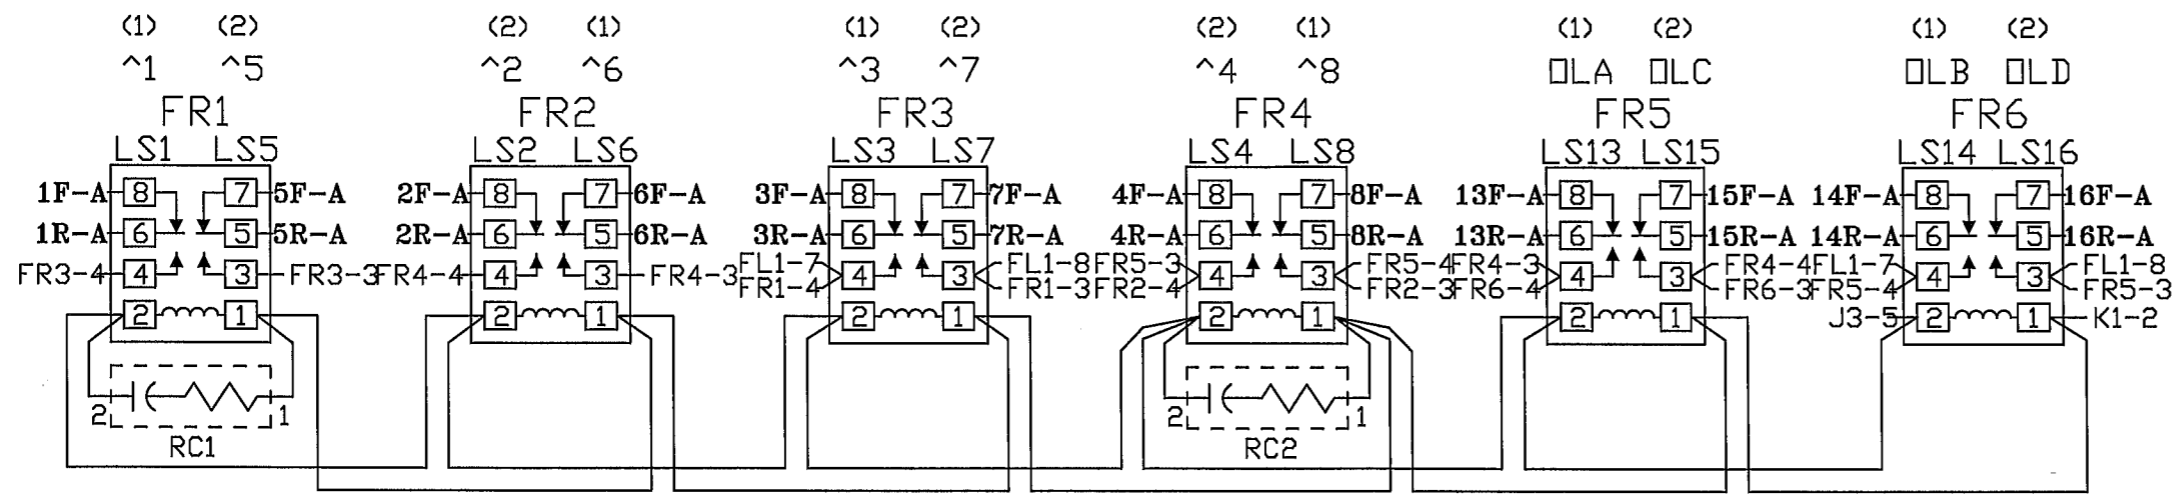 (1) (2) (2) (1) (1) (2) (2) (1) (1) (2) (1) (2)
^1 ^5 ^2 ^6 ^3 ^7 ^4 ^8 OLA OLC OLB OLD
FR1 FR2 FR3 FR4 FR5 FR6
LS1 LS5 LS2 LS6 LS3 LS7 LS4 LS8 LS13 LS15 LS14 LS16
1F-A 8 7 5F-A 2F-A 8 7 6F-A 3F-A 8 7 7F-A 4F-A 8 7 8F-A 13F-A 8 7 15F-A 14F-A 8 7 16F-A
1R-A 6 5 5R-A 2R-A 6 5 6R-A 3R-A 6 5 7R-A 4R-A 6 5 8R-A 13R-A 6 5 15R-A 14R-A 6 5 16R-A
FL1-7 FL1-8 FR5-3 FR5-4 FR4-3 FR4-4 FL1-7 FL1-8
FR3-4 4 3 FR3-3 FR4-4 4 3 FR4-3 4 3 4 3 4 3 4 3
FR1-4 FR1-3 FR2-4 FR2-3 FR6-4 FR6-3 FR5-4 FR5-3
2 1 2 1 2 1 2 1 2 1 J3-5 2 1 K1-2
2 1 2 1
RC1 RC2